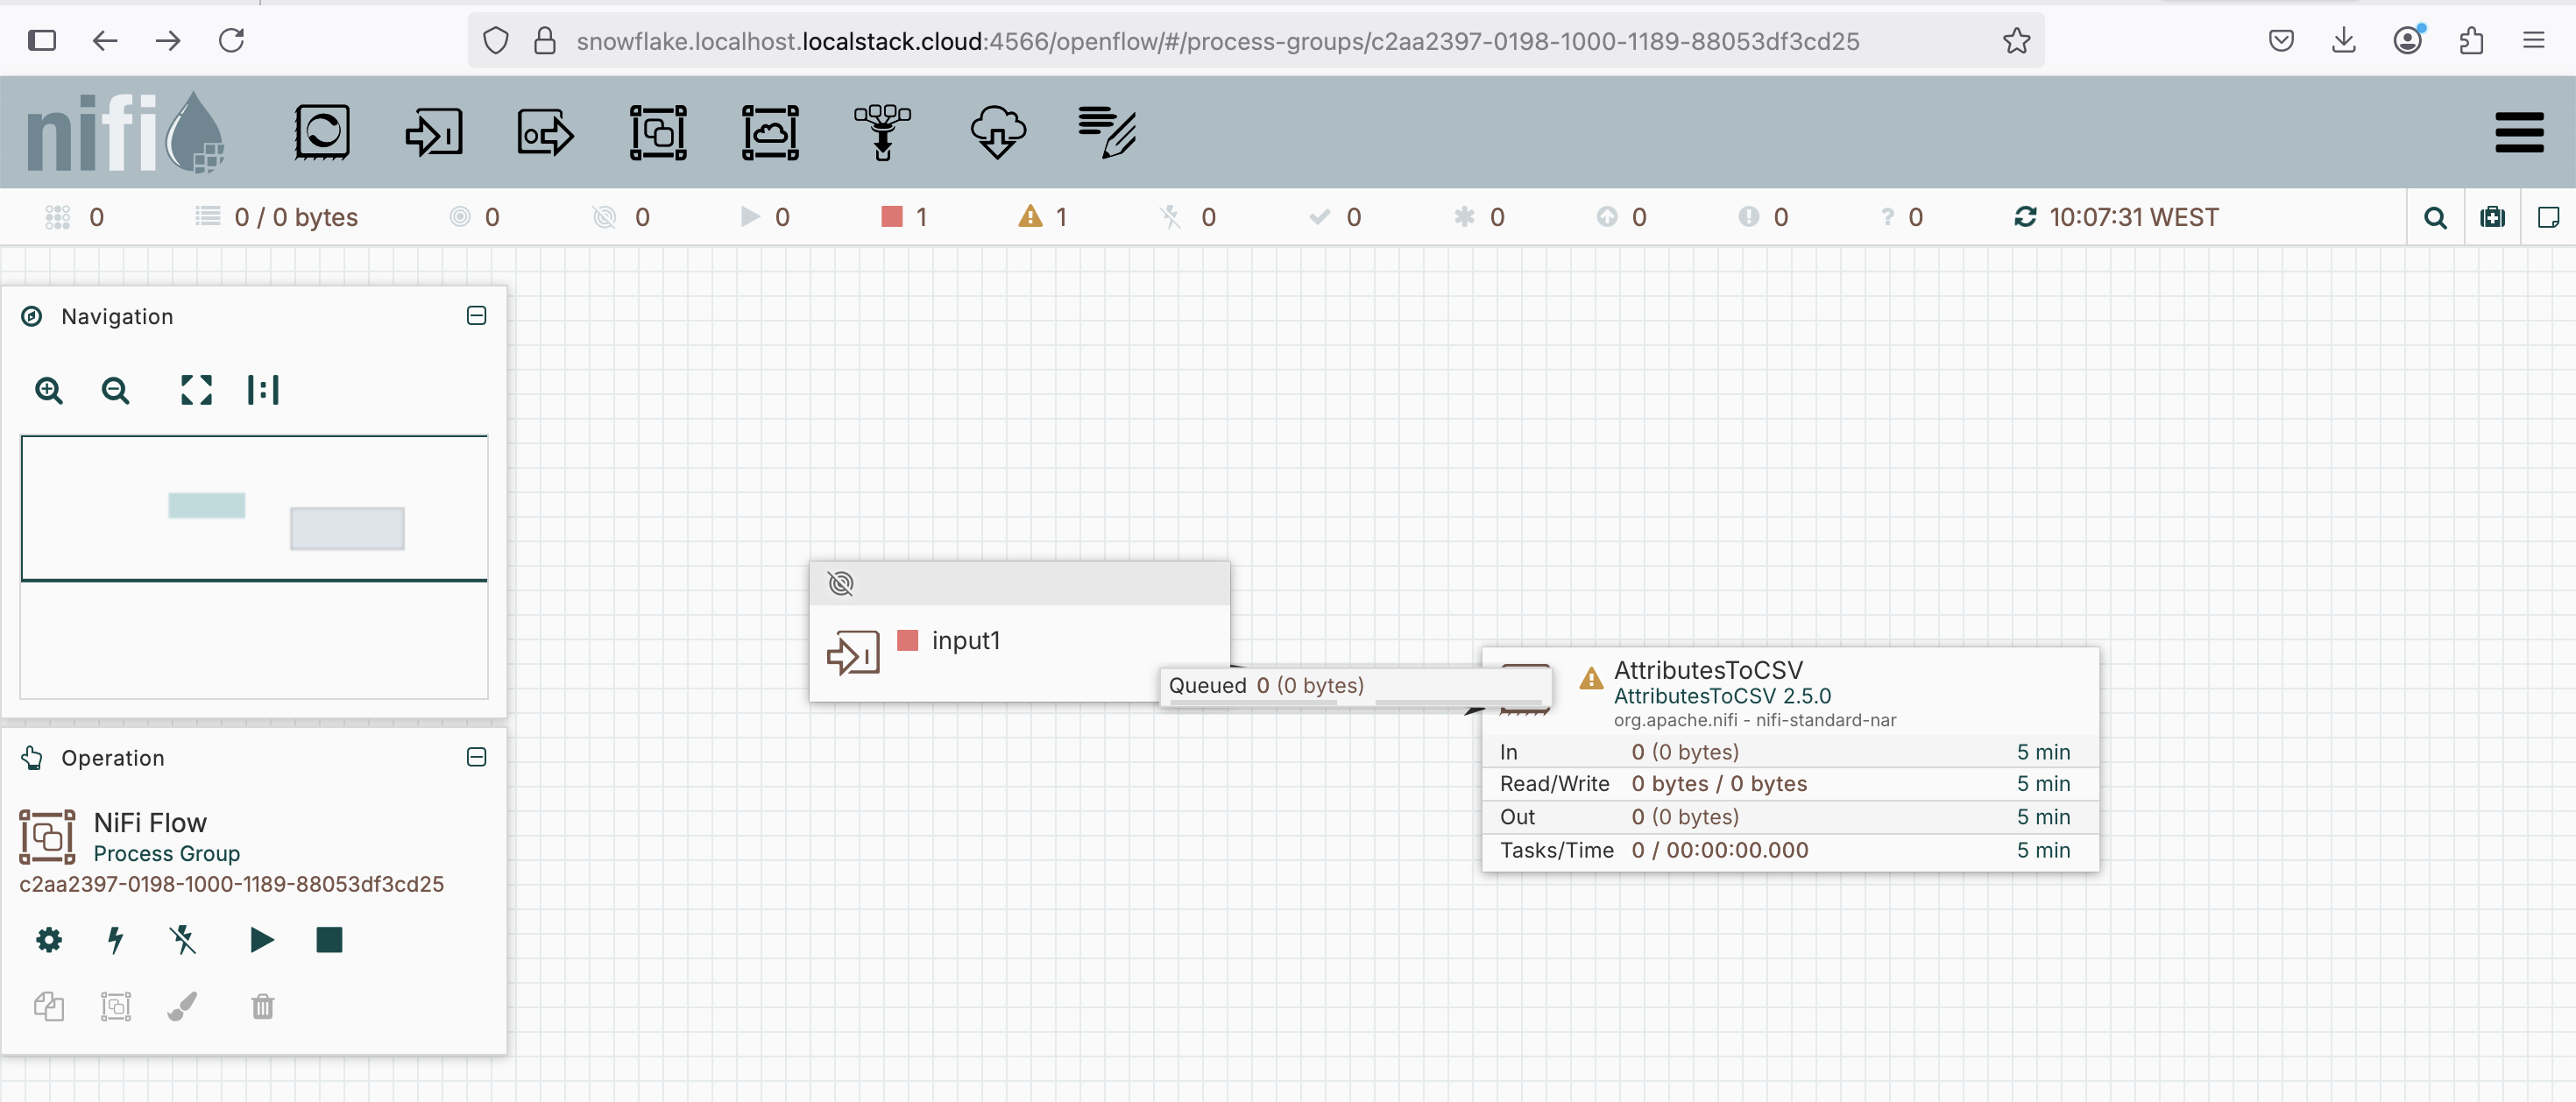 snowflake.localhost.localstack.cloud:4566/openflow/#/process-groups/c2aa2397-0198-1000-1189-88053df3cd25
nifi
0
0 / 0 bytes
0
0
0
1
1
0
0
0
0
0
0
10:07:31 WEST
Navigation
input1
Queued 0 (0 bytes)
AttributesToCSV
AttributesToCSV 2.5.0
org.apache.nifi - nifi-standard-nar
In 0 (0 bytes) 5 min
Read/Write 0 bytes / 0 bytes 5 min
Out 0 (0 bytes) 5 min
Tasks/Time 0 / 00:00:00.000 5 min
Operation
NiFi Flow
Process Group
c2aa2397-0198-1000-1189-88053df3cd25